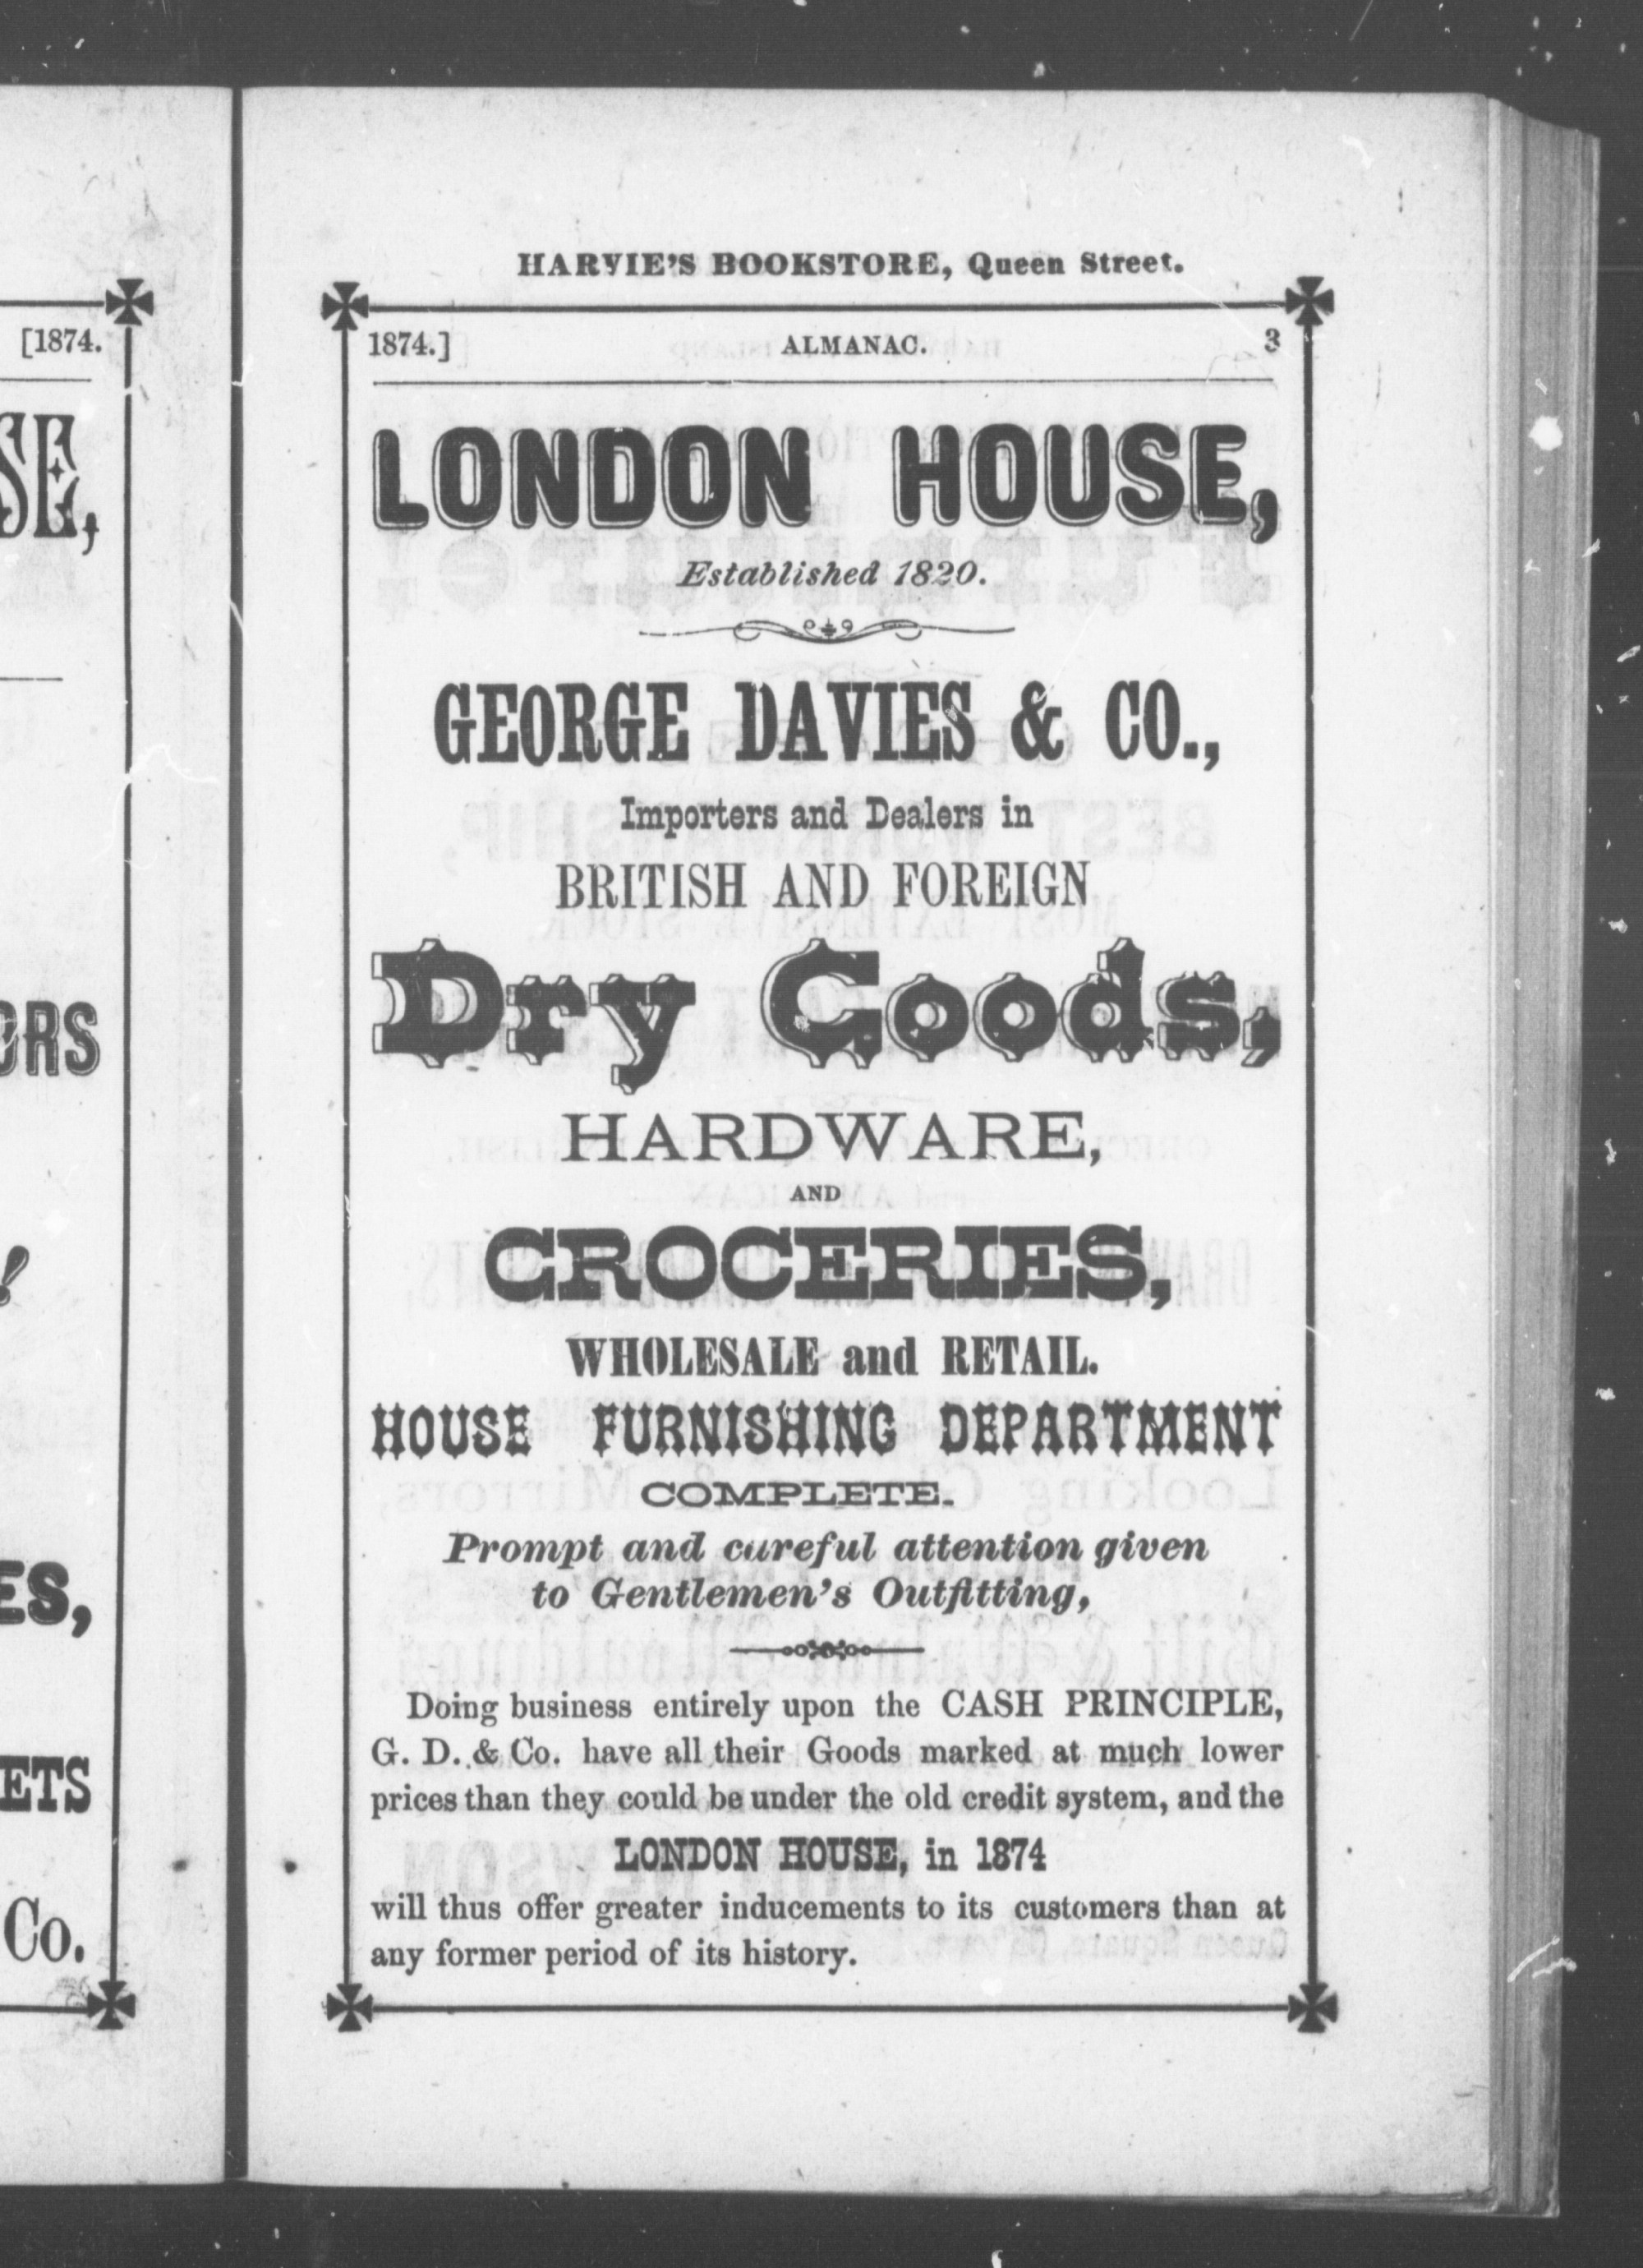 [1874.
SE,
ORS
!
ES,
ETS
Co.
HARVIE'S BOOKSTORE, Queen Street.
1874.] ALMANAC. 3
LONDON HOUSE,
Established 1820.
GEORGE DAVIES & CO.,
Importers and Dealers in
BRITISH AND FOREIGN
Dry Goods,
HARDWARE,
AND
GROCERIES,
WHOLESALE and RETAIL.
HOUSE FURNISHING DEPARTMENT
COMPLETE.
Prompt and careful attention given
to Gentlemen's Outfitting,
Doing business entirely upon the CASH PRINCIPLE,
G. D. & Co. have all their Goods marked at much lower
prices than they could be under the old credit system, and the
LONDON HOUSE, in 1874
will thus offer greater inducements to its customers than at
any former period of its history.